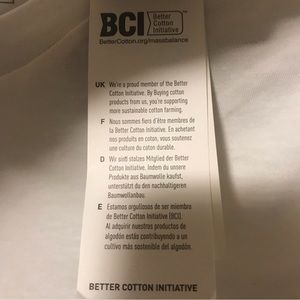 BCI Better Cotton Initiative™
BetterCotton.org/massbalance
UK We're a proud member of the Better
Cotton Initiative. By Buying cotton
products from us, you're supporting
more sustainable cotton farming.
F Nous sommes fiers d'être membres de
la Better Cotton Initiative. En achetant
nos produits en coton, vous soutenez
une culture du coton durable.
D Wir sind stolzes Mitglied der Better
Cotton Initiative. Indem du unsere
Produkte aus Baumwolle kaufst,
unterstützt du den nachhaltigeren
Baumwollanbau.
E Estamos orgullosos de ser miembro
de Better Cotton Initiative (BCI).
Al adquirir nuestros productos de
algodón estás contribuyendo a un
cultivo más sostenible del algodón.
BETTER COTTON INITIATIVE